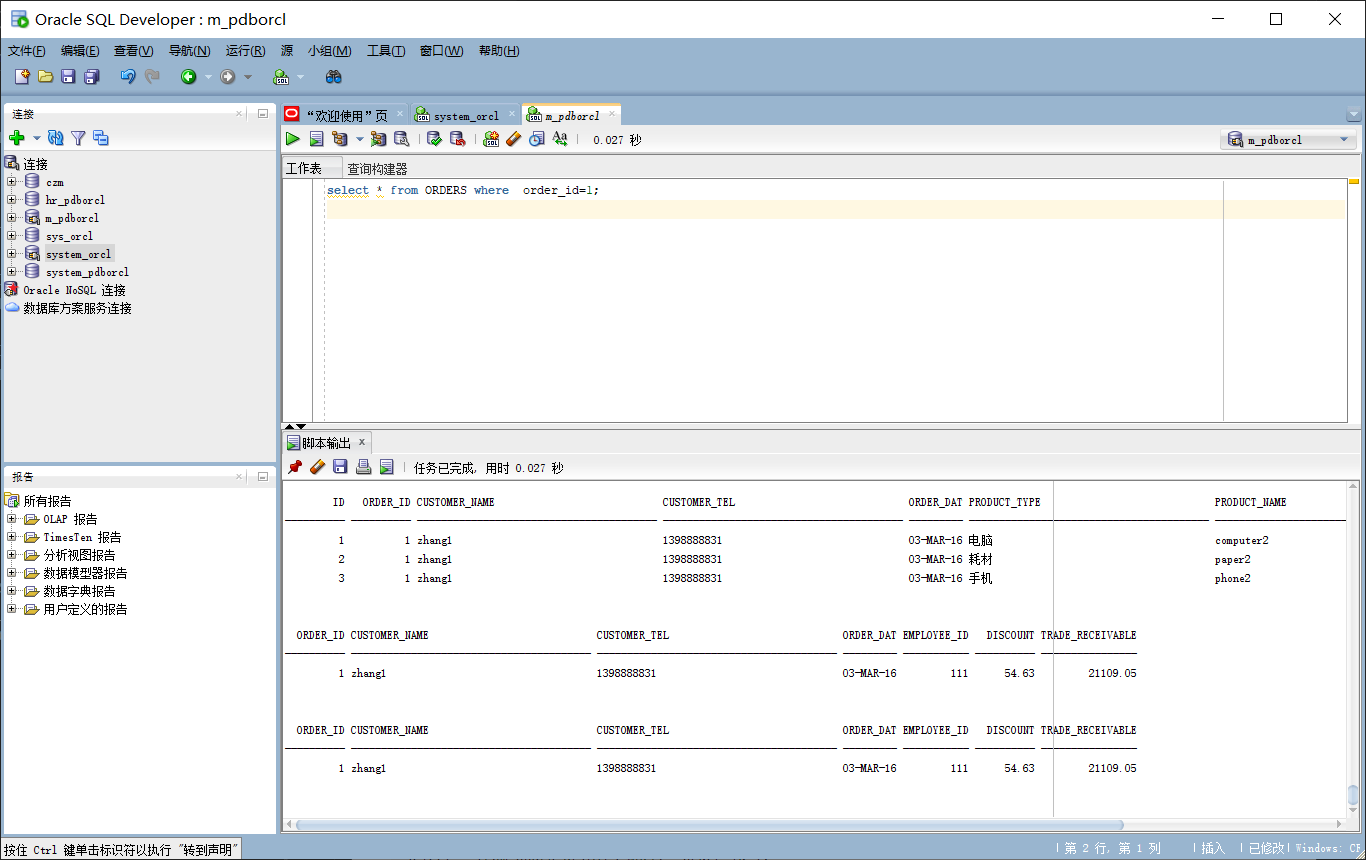 Oracle SQL Developer : m_pdborcl
文件(F) 编辑(E) 查看(V) 导航(N) 运行(R) 源 小组(M) 工具(T) 窗口(W) 帮助(H)
连接
连接
czm
hr_pdborcl
m_pdborcl
sys_orcl
system_orcl
system_pdborcl
Oracle NoSQL 连接
数据库方案服务连接
报告
所有报告
OLAP 报告
TimesTen 报告
分析视图报告
数据模型器报告
数据字典报告
用户定义的报告
“欢迎使用”页 system_orcl m_pdborcl
0.027 秒 m_pdborcl
工作表 查询构建器
select * from ORDERS where  order_id=1;
脚本输出
任务已完成, 用时 0.027 秒
ID ORDER_ID CUSTOMER_NAME CUSTOMER_TEL ORDER_DAT PRODUCT_TYPE PRODUCT_NAME
1 1 zhang1 1398888831 03-MAR-16 电脑 computer2
2 1 zhang1 1398888831 03-MAR-16 耗材 paper2
3 1 zhang1 1398888831 03-MAR-16 手机 phone2
ORDER_ID CUSTOMER_NAME CUSTOMER_TEL ORDER_DAT EMPLOYEE_ID DISCOUNT TRADE_RECEIVABLE
1 zhang1 1398888831 03-MAR-16 111 54.63 21109.05
ORDER_ID CUSTOMER_NAME CUSTOMER_TEL ORDER_DAT EMPLOYEE_ID DISCOUNT TRADE_RECEIVABLE
1 zhang1 1398888831 03-MAR-16 111 54.63 21109.05
按住 Ctrl 键单击标识符以执行 "转到声明" 第 2 行, 第 1 列 插入 已修改 Windows: CR